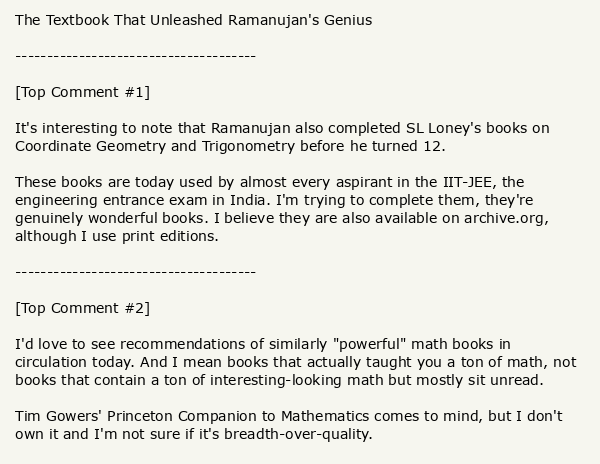 The Textbook That Unleashed Ramanujan's Genius
--------------------------------------
[Top Comment #1]
It's interesting to note that Ramanujan also completed SL Loney's books on
Coordinate Geometry and Trigonometry before he turned 12.
These books are today used by almost every aspirant in the IIT-JEE, the
engineering entrance exam in India. I'm trying to complete them, they're
genuinely wonderful books. I believe they are also available on archive.org,
although I use print editions.
--------------------------------------
[Top Comment #2]
I'd love to see recommendations of similarly "powerful" math books in
circulation today. And I mean books that actually taught you a ton of math, not
books that contain a ton of interesting-looking math but mostly sit unread.
Tim Gowers' Princeton Companion to Mathematics comes to mind, but I don't
own it and I'm not sure if it's breadth-over-quality.